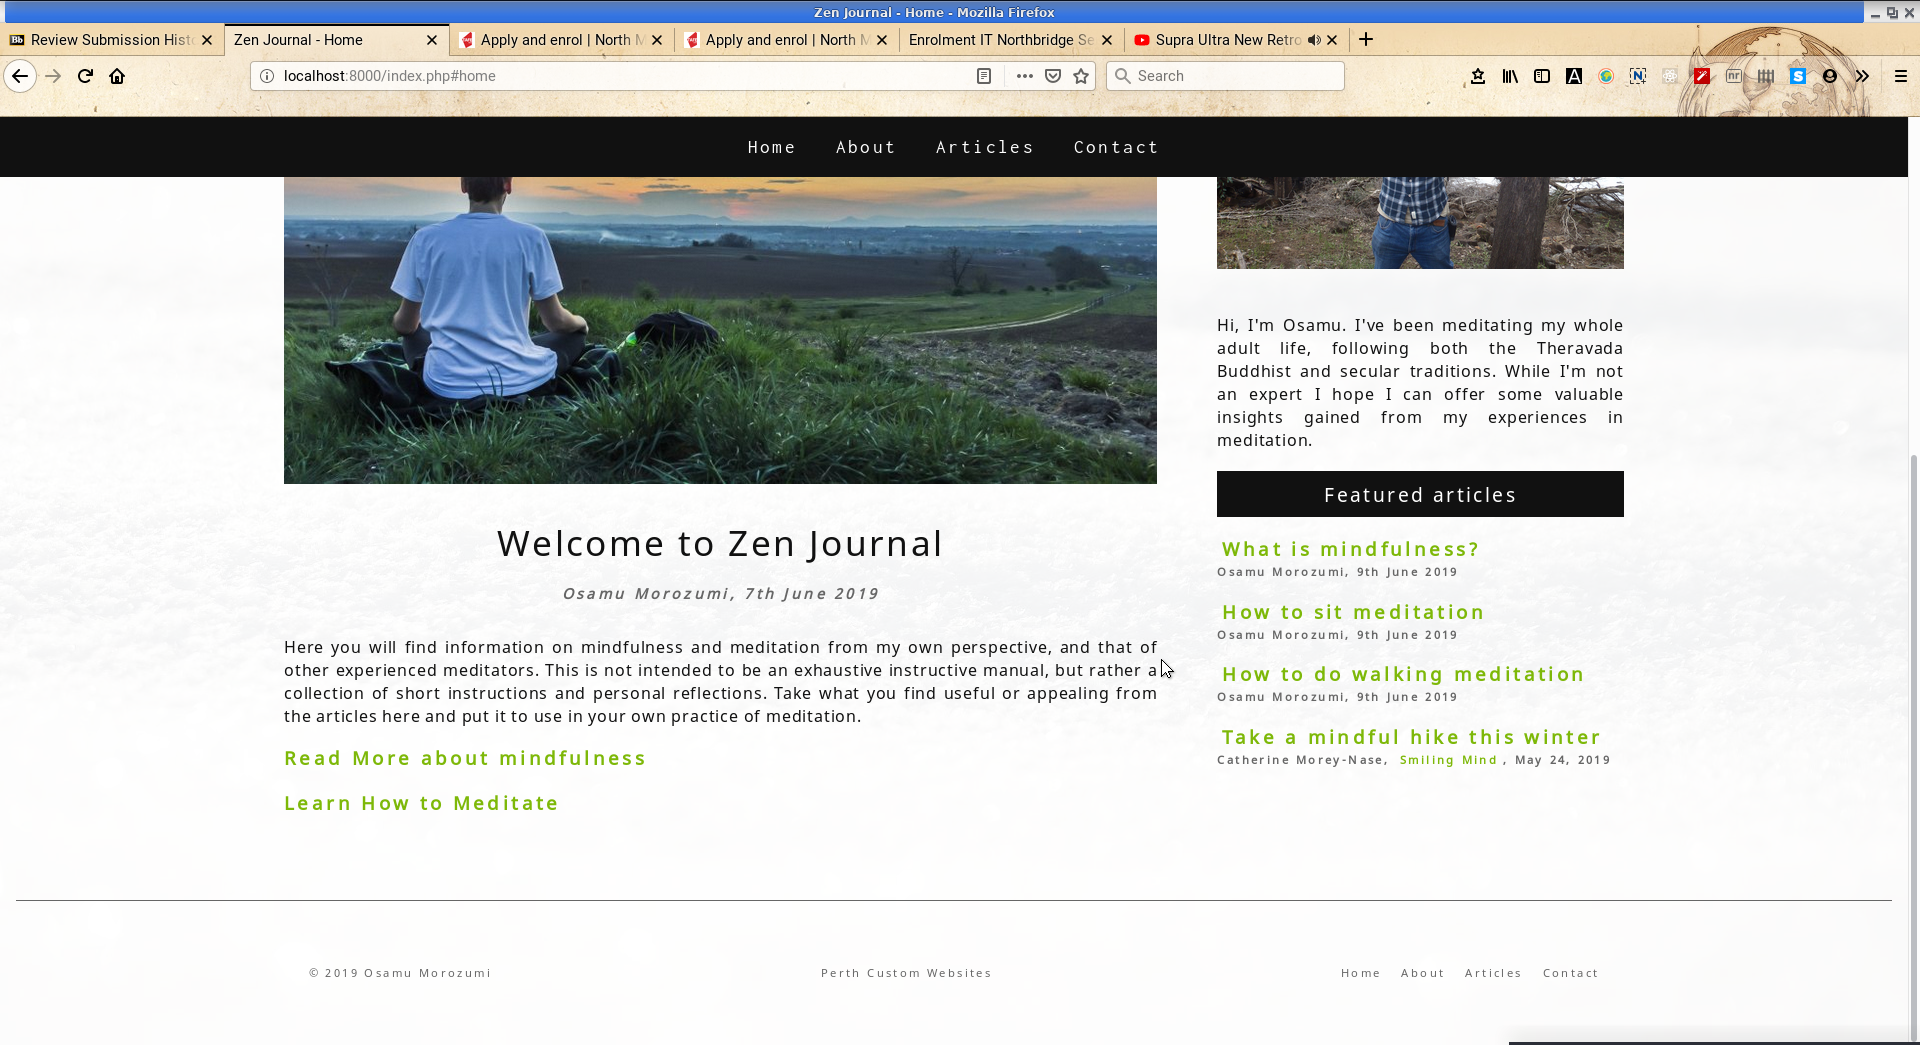 Zen Journal - Home - Mozilla Firefox
Bb Review Submission Histo
Zen Journal - Home
Apply and enrol | North M
Apply and enrol | North M
Enrolment IT Northbridge Se
Supra Ultra New Retro
localhost:8000/index.php#home
Search
Home About Articles Contact
Welcome to Zen Journal
Osamu Morozumi, 7th June 2019
Here you will find information on mindfulness and meditation from my own perspective, and that of
other experienced meditators. This is not intended to be an exhaustive instructive manual, but rather a
collection of short instructions and personal reflections. Take what you find useful or appealing from
the articles here and put it to use in your own practice of meditation.
Read More about mindfulness
Learn How to Meditate
Hi, I'm Osamu. I've been meditating my whole
adult life, following both the Theravada
Buddhist and secular traditions. While I'm not
an expert I hope I can offer some valuable
insights gained from my experiences in
meditation.
Featured articles
What is mindfulness?
Osamu Morozumi, 9th June 2019
How to sit meditation
Osamu Morozumi, 9th June 2019
How to do walking meditation
Osamu Morozumi, 9th June 2019
Take a mindful hike this winter
Catherine Morey-Nase, Smiling Mind , May 24, 2019
© 2019 Osamu Morozumi
Perth Custom Websites
Home About Articles Contact